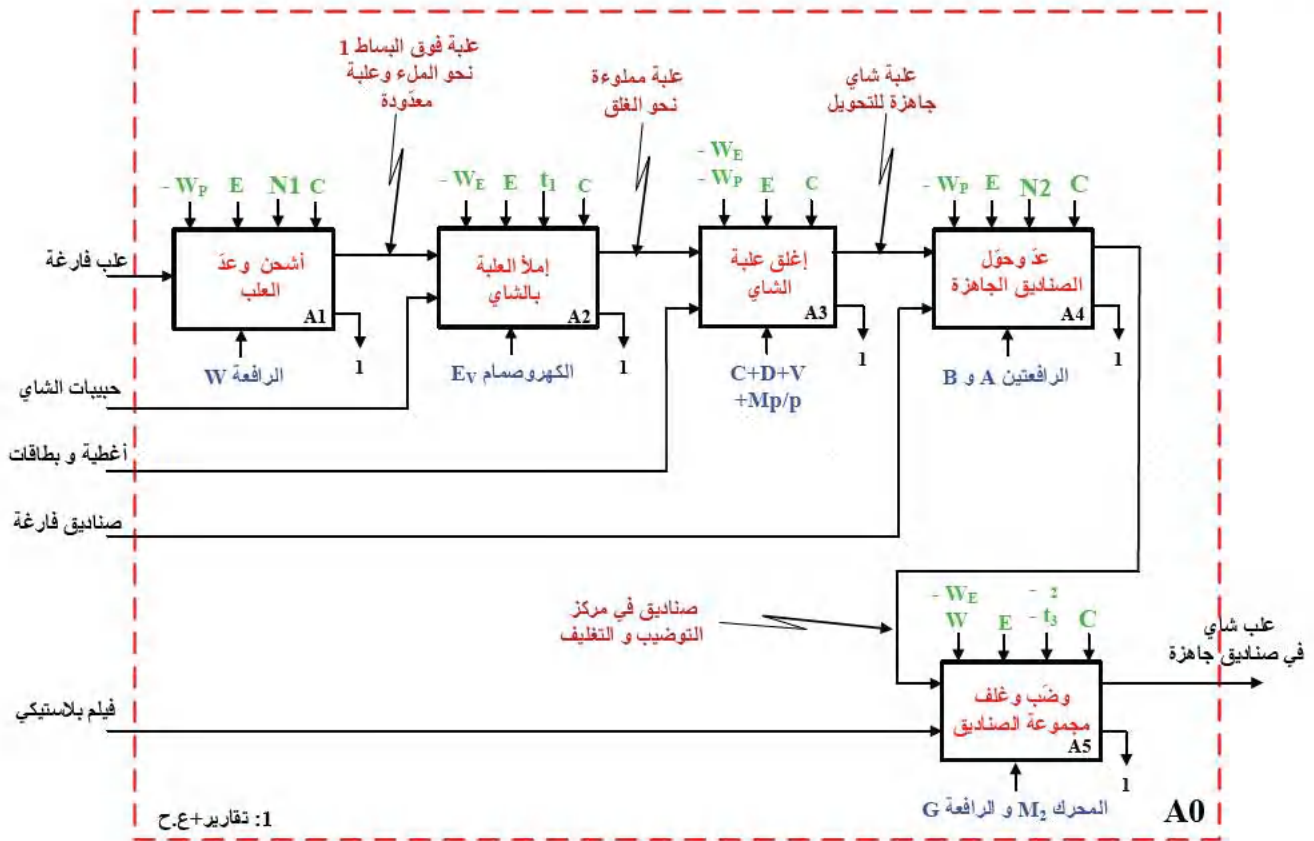 علبة فوق البساط 1
نحو الملء وعلبة
معدّودة
علبة مملوءة
نحو الغلق
علبة شاي
جاهزة للتحويل
- WP E N1 C
- WE E t1 C
- WE
- WP E C
- WP E N2 C
علب فارغة
أشحن وعدّ
العلب
A1
1
الرافعة W
إملأ العلبة
بالشاي
A2
1
الكهروصمام EV
إغلق علبة
الشاي
A3
1
C+D+V
+Mp/p
عدّ وحوّل
الصناديق الجاهزة
A4
1
الرافعتين A و B
حبيبات الشاي
أغطية و بطاقات
صناديق فارغة
صناديق في مركز
التوضيب و التغليف
- WE - 2
W E - t3 C
علب شاي
في صناديق جاهزة
فيلم بلاستيكي
وضّب وغلف
مجموعة الصناديق
A5
1
المحرك M2 و الرافعة G
1: تقارير+ع.ح
A0